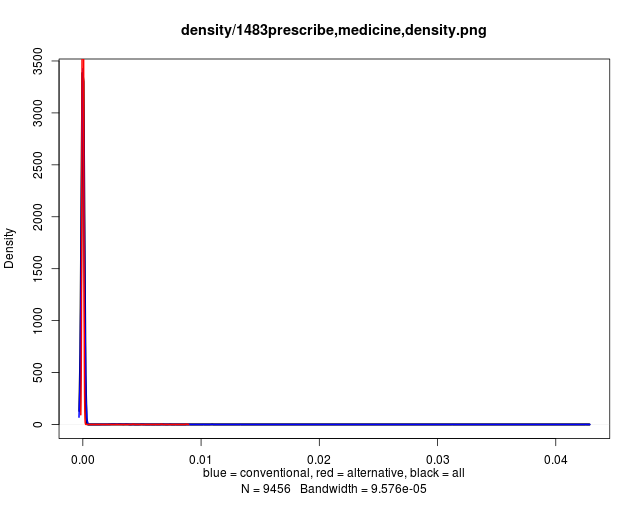 density/1483prescribe,medicine,density.png
Density
3500
3000
2500
2000
1500
1000
500
0
0.00 0.01 0.02 0.03 0.04
blue = conventional, red = alternative, black = all
N = 9456 Bandwidth = 9.576e-05